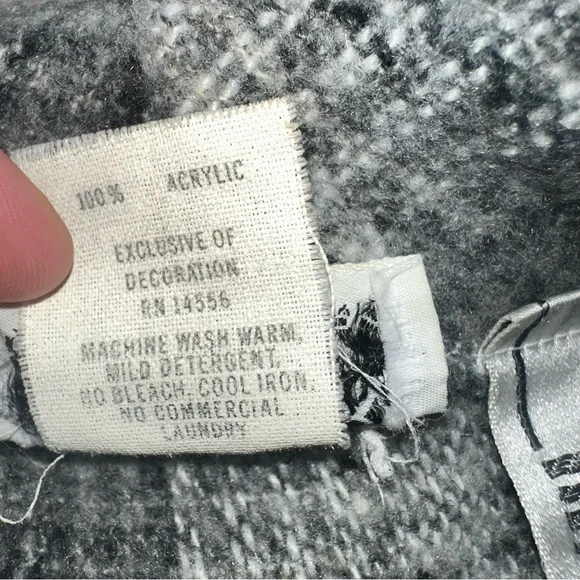 100% ACRYLIC
EXCLUSIVE OF
DECORATION
RN 14556
MACHINE WASH WARM,
MILD DETERGENT,
NO BLEACH, COOL IRON.
NO COMMERCIAL
LAUNDRY